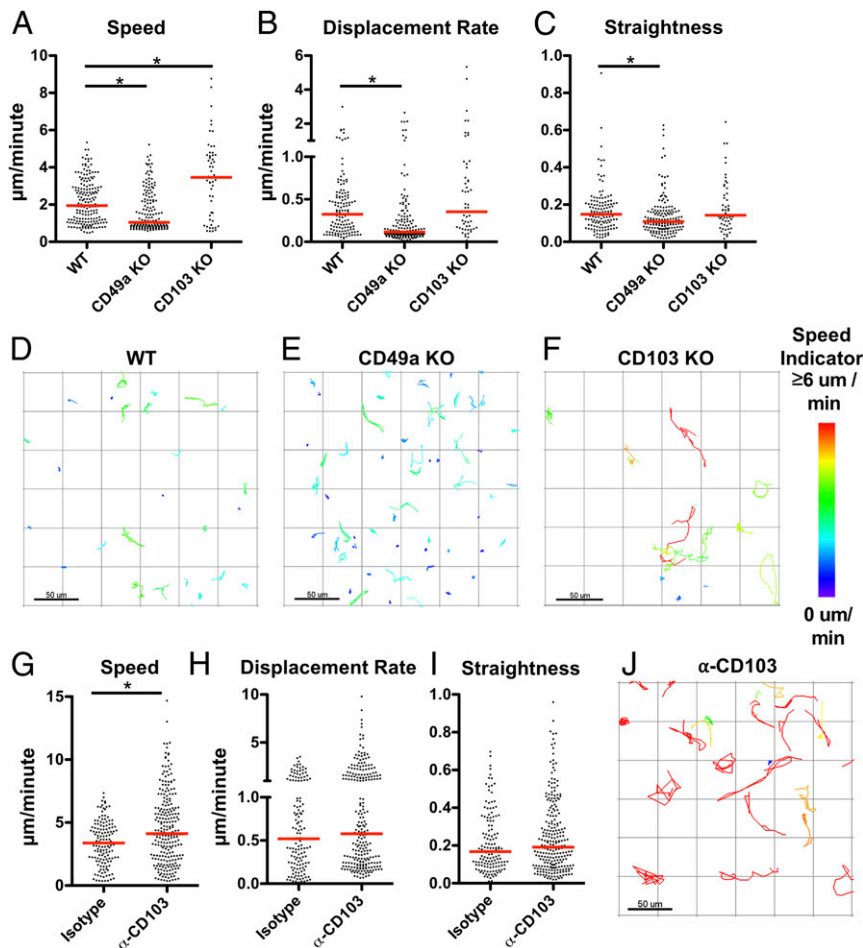 A Speed
B Displacement Rate
C Straightness
10
8
6
4
2
0
µm/minute
*
*
WT
CD49a KO
CD103 KO
6
4
2
1.0
0.5
0.0
µm/minute
*
WT
CD49a KO
CD103 KO
1.0
0.8
0.6
0.4
0.2
0.0
*
WT
CD49a KO
CD103 KO
D WT
50 um
E CD49a KO
50 um
F CD103 KO
50 um
Speed
Indicator
≥6 um /
min
0 um/
min
G Speed
H Displacement Rate
I Straightness
J α-CD103
15
10
5
0
µm/minute
*
Isotype
α-CD103
10
5
1.0
0.5
0.0
µm/minute
Isotype
α-CD103
1.0
0.8
0.6
0.4
0.2
0.0
Isotype
α-CD103
50 um